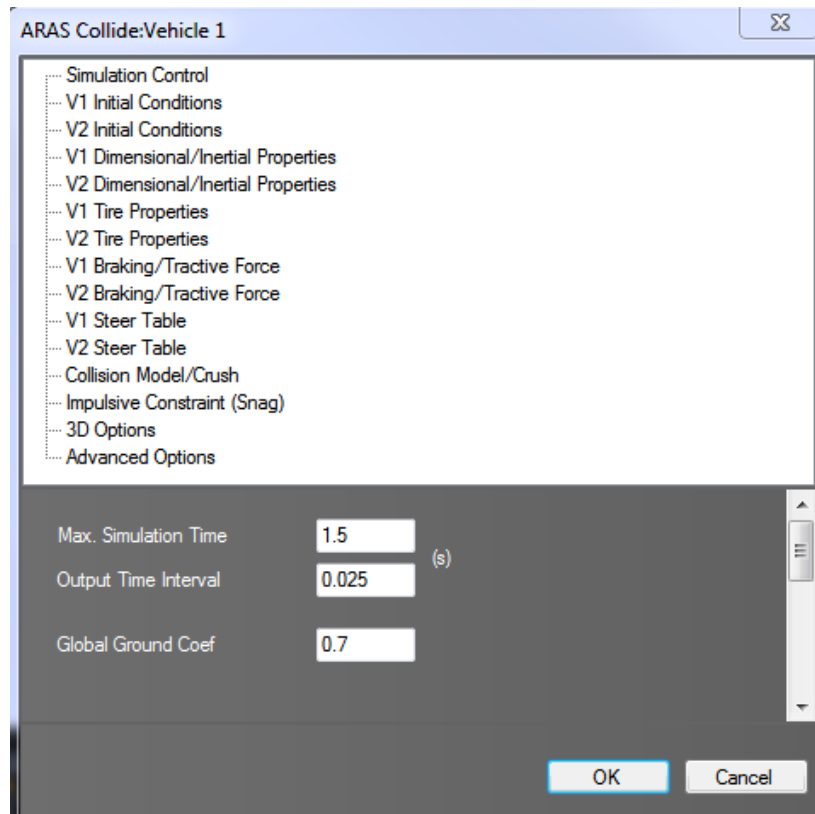 ARAS Collide:Vehicle 1
Simulation Control
V1 Initial Conditions
V2 Initial Conditions
V1 Dimensional/Inertial Properties
V2 Dimensional/Inertial Properties
V1 Tire Properties
V2 Tire Properties
V1 Braking/Tractive Force
V2 Braking/Tractive Force
V1 Steer Table
V2 Steer Table
Collision Model/Crush
Impulsive Constraint (Snag)
3D Options
Advanced Options
Max. Simulation Time 1.5
(s)
Output Time Interval 0.025
Global Ground Coef 0.7
OK Cancel